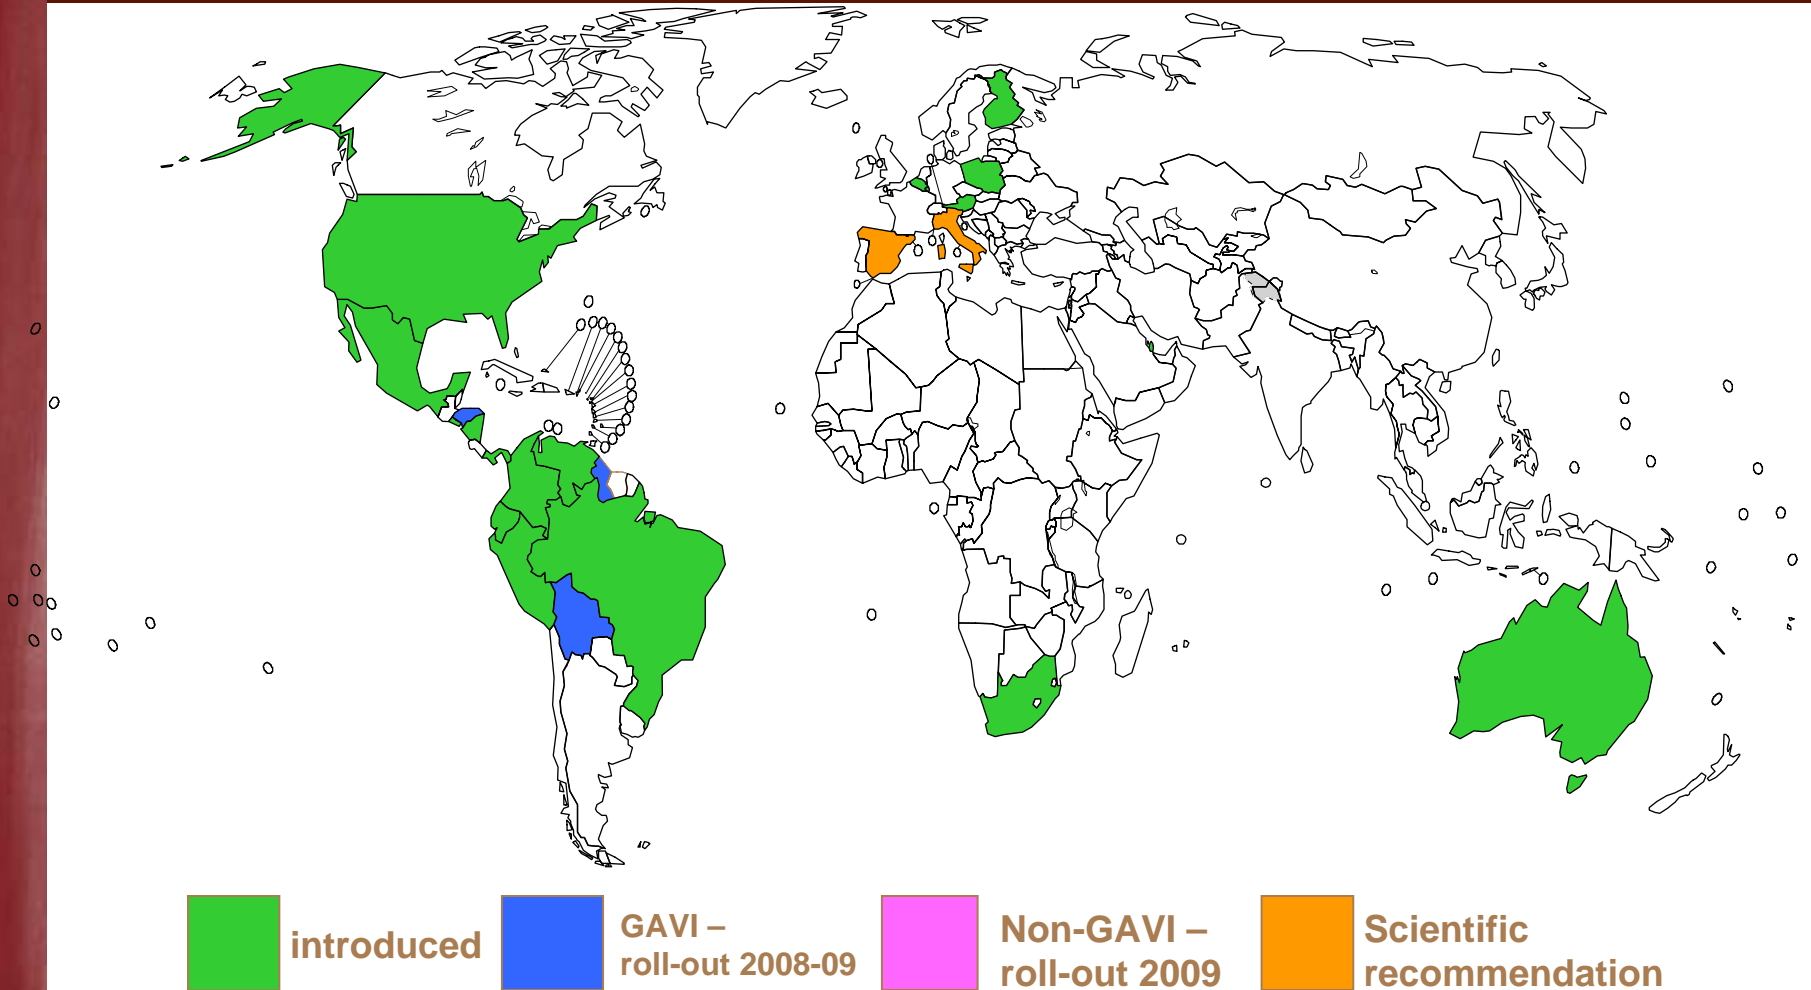 introduced
GAVI –
roll-out 2008-09
Non-GAVI –
roll-out 2009
Scientific
recommendation